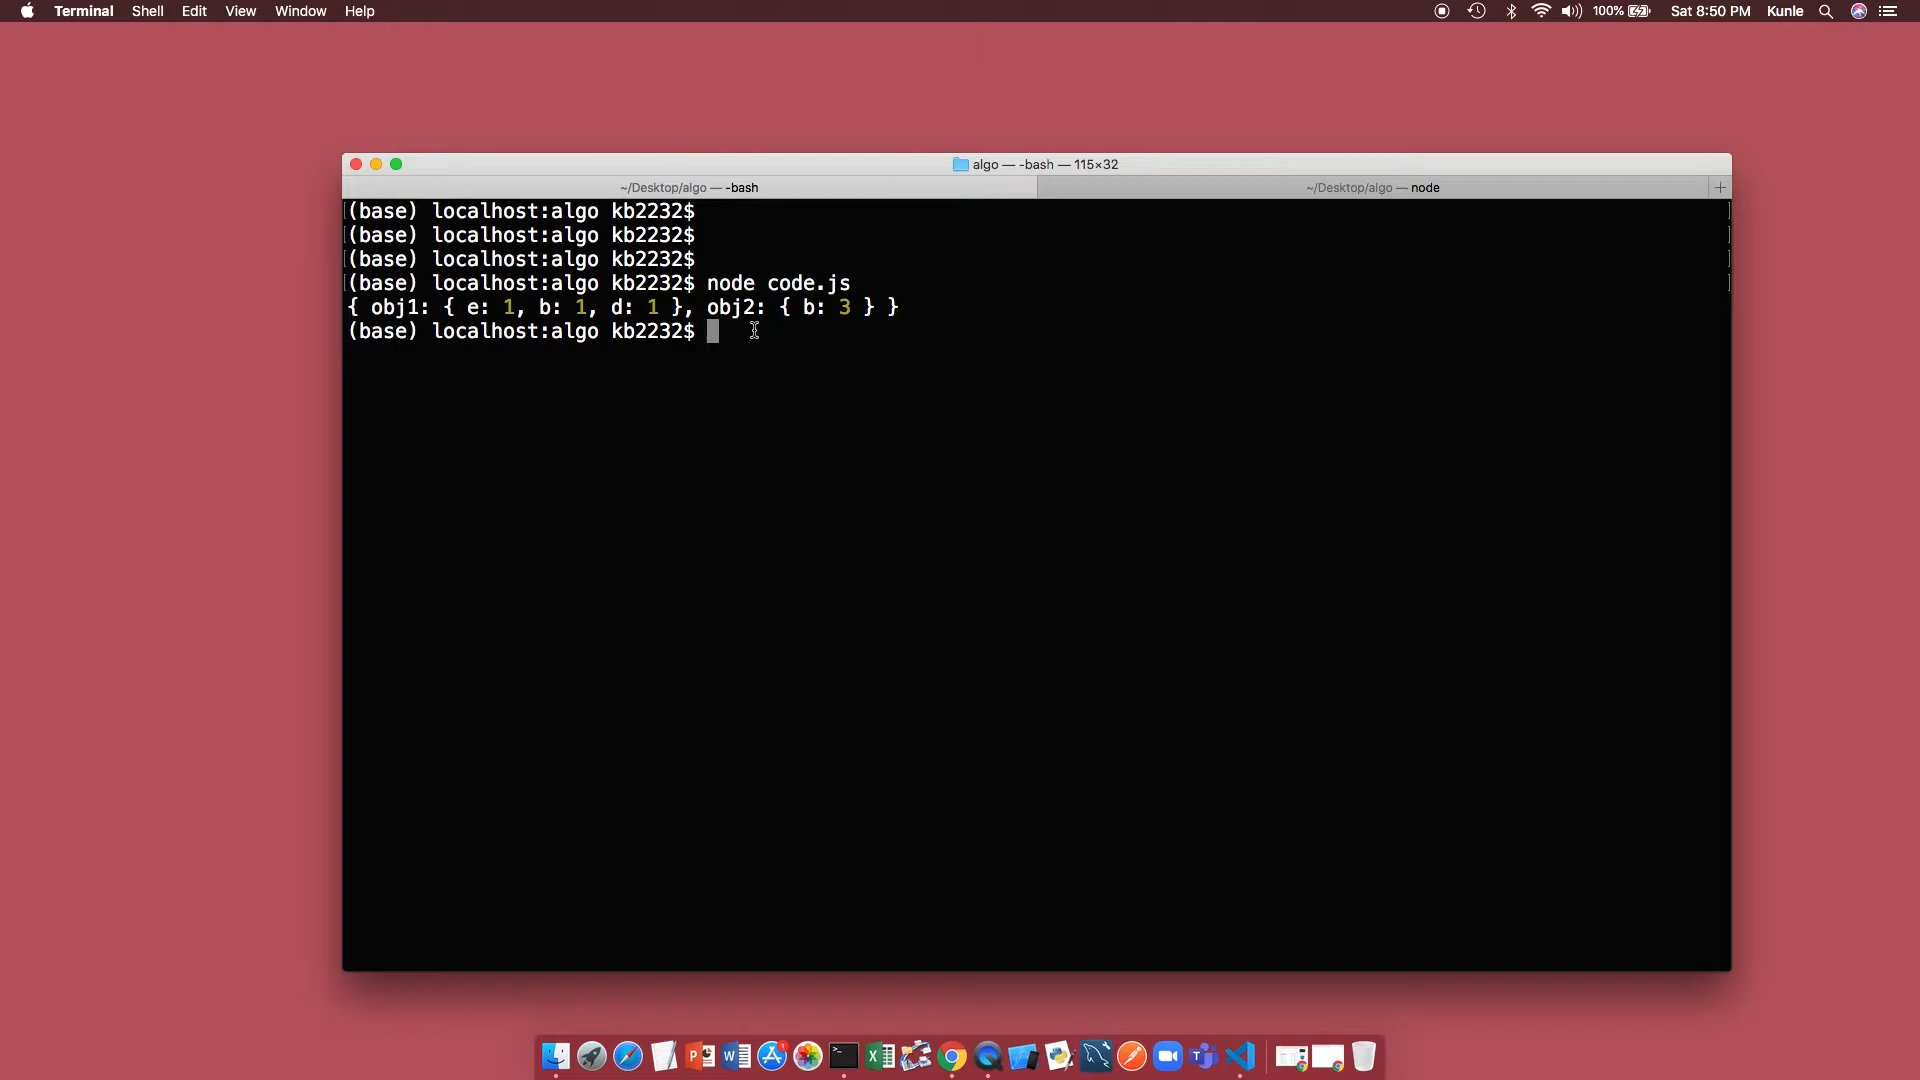 Terminal Shell Edit View Window Help 100% Sat 8:50 PM Kunle
algo — -bash — 115×32
~/Desktop/algo — -bash ~/Desktop/algo — node
(base) localhost:algo kb2232$
(base) localhost:algo kb2232$
(base) localhost:algo kb2232$
(base) localhost:algo kb2232$ node code.js
{ obj1: { e: 1, b: 1, d: 1 }, obj2: { b: 3 } }
(base) localhost:algo kb2232$